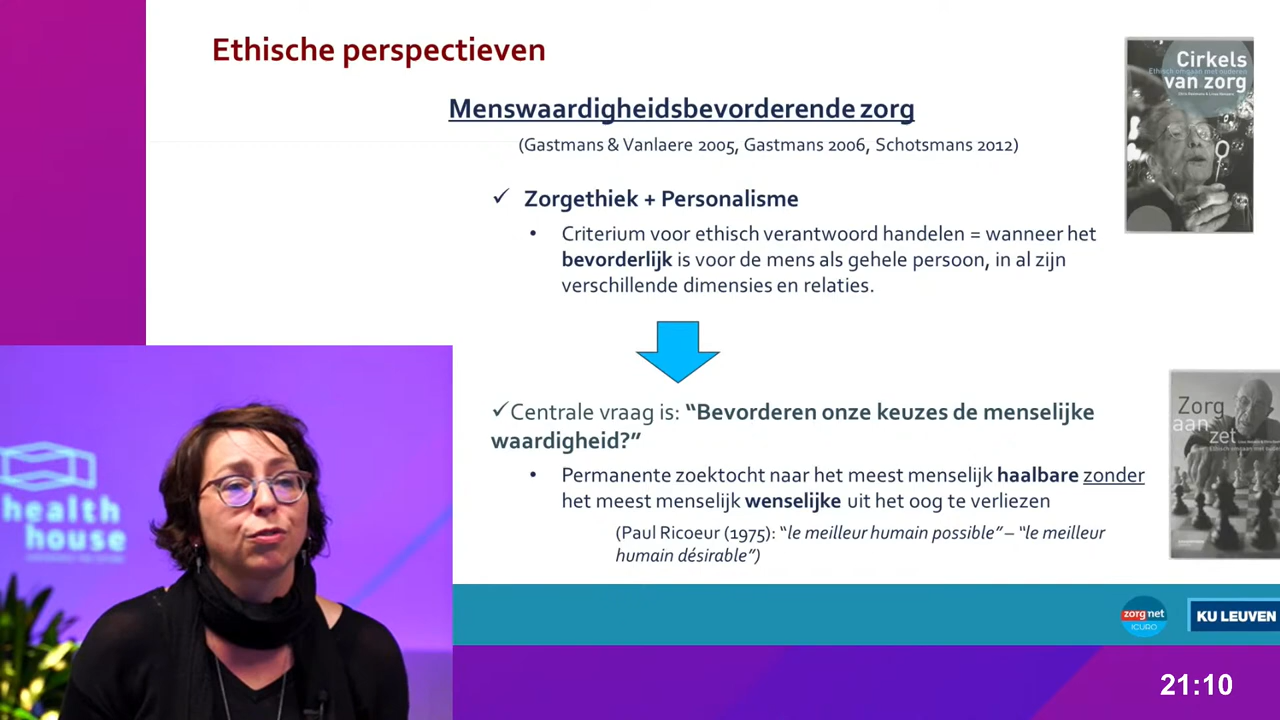 Ethische perspectieven
Menswaardigheidsbevorderende zorg
(Gastmans & Vanlaere 2005, Gastmans 2006, Schotsmans 2012)
✓ Zorgethiek + Personalisme
• Criterium voor ethisch verantwoord handelen = wanneer het
bevorderlijk is voor de mens als gehele persoon, in al zijn
verschillende dimensies en relaties.
✓Centrale vraag is: “Bevorderen onze keuzes de menselijke
waardigheid?”
• Permanente zoektocht naar het meest menselijk haalbare zonder
het meest menselijk wenselijke uit het oog te verliezen
(Paul Ricoeur (1975): “le meilleur humain possible” – “le meilleur
humain désirable”)
Cirkels
Ethisch omgaan met ouderen
van zorg
Zorg
aan
zet
health
house
zorgnet
ICURO
KU LEUVEN
21:10